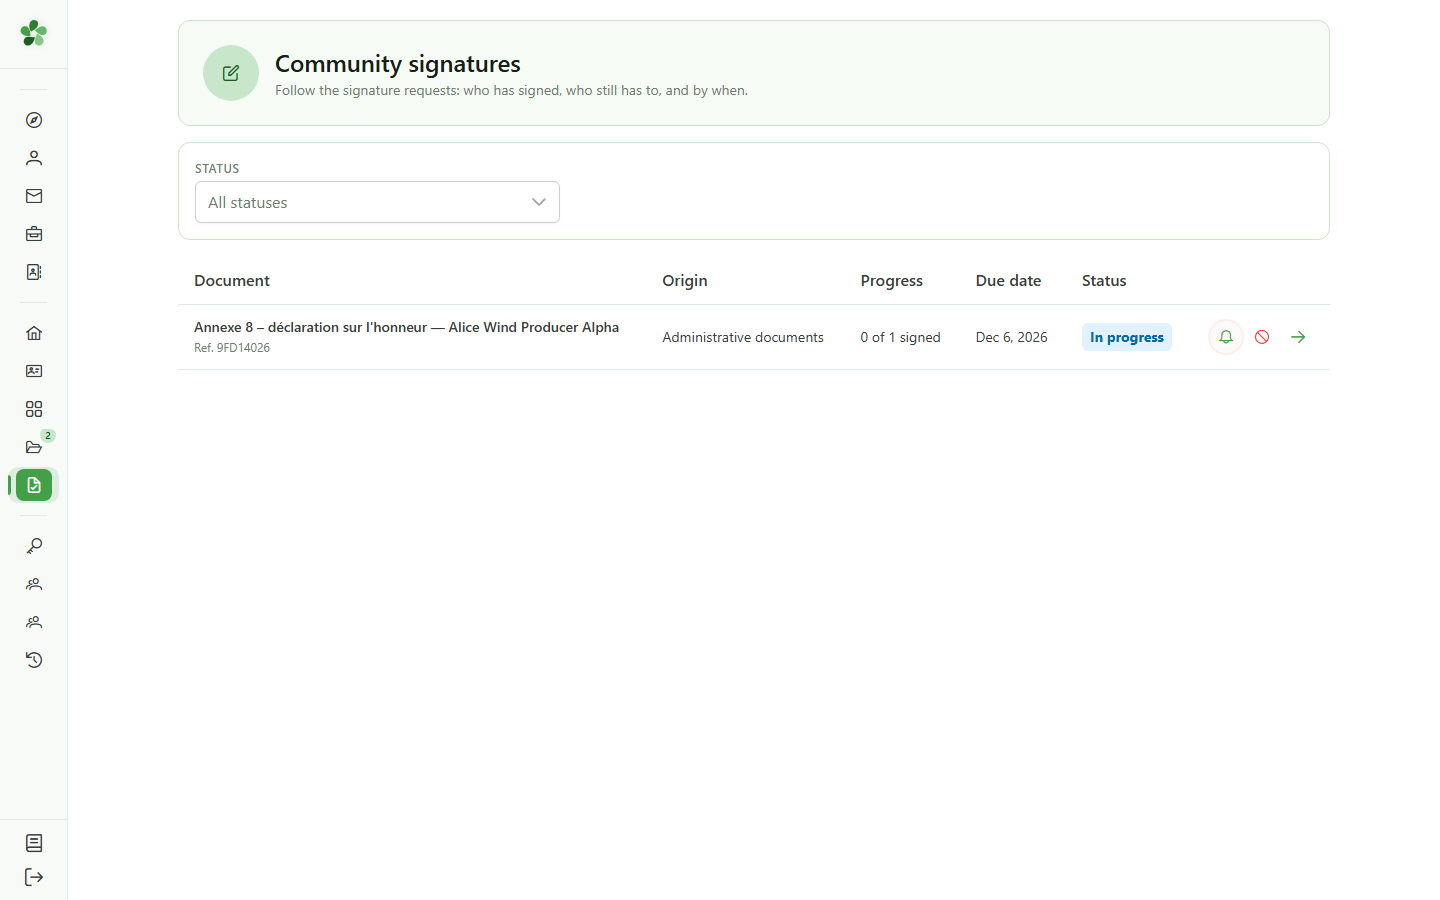 Community signatures
Follow the signature requests: who has signed, who still has to, and by when.
STATUS
All statuses
Document Origin Progress Due date Status
Annexe 8 – déclaration sur l'honneur — Alice Wind Producer Alpha
Ref. 9FD14026
Administrative documents
0 of 1 signed
Dec 6, 2026
In progress
2